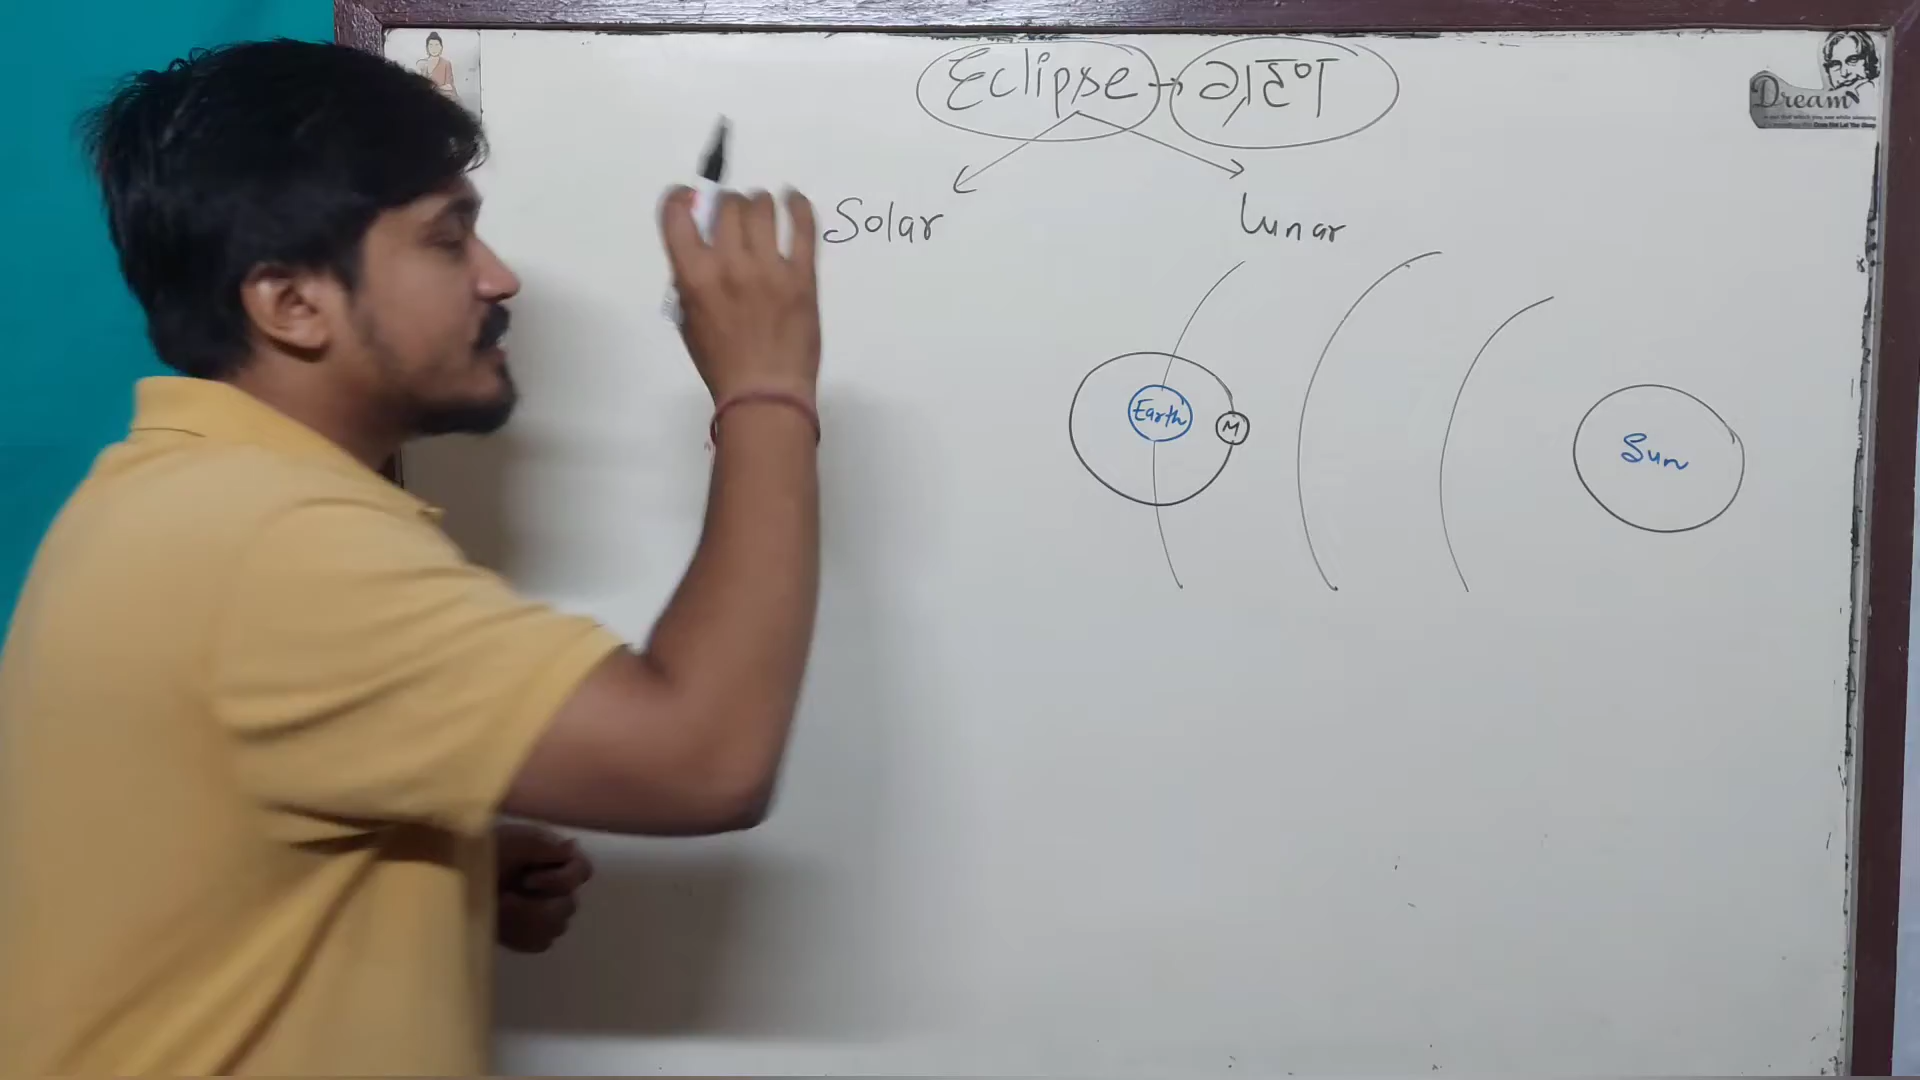 Eclipse → ग्रहण
Solar
Lunar
Earth
M
Sun
Dream